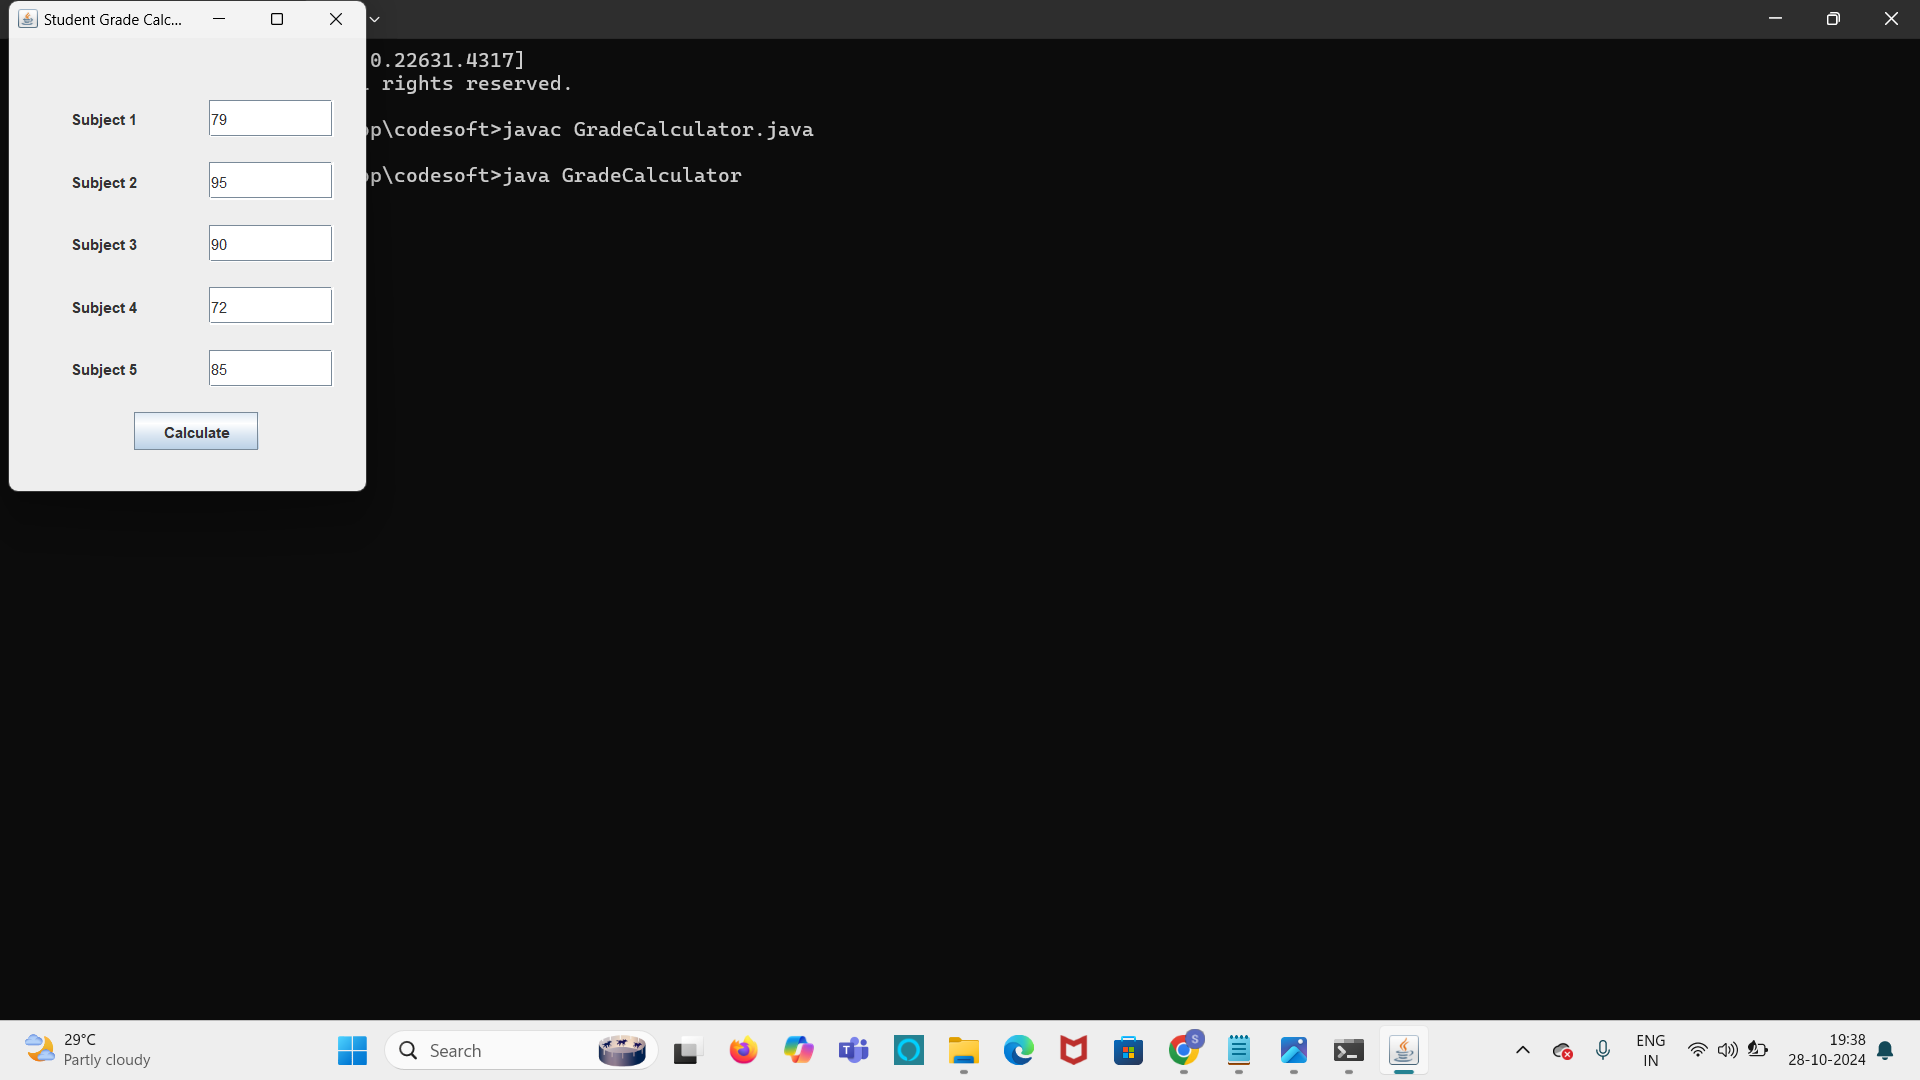 Student Grade Calc...
Subject 1 79
Subject 2 95
Subject 3 90
Subject 4 72
Subject 5 85
Calculate
0.22631.4317]
rights reserved.
p\codesoft>javac GradeCalculator.java
p\codesoft>java GradeCalculator
29°C
Partly cloudy
Search
S
ENG
IN
19:38
28-10-2024